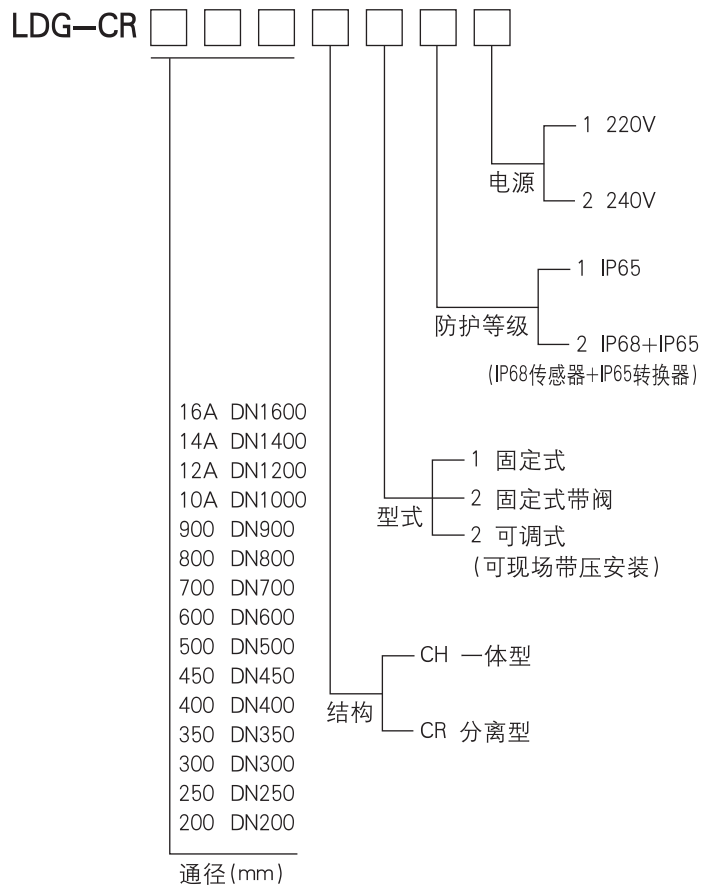 LDG—CR
1 220V
电源
2 240V
1 IP65
防护等级
2 IP68+IP65
(IP68传感器+IP65转换器)
16A DN1600
14A DN1400
12A DN1200
10A DN1000
900 DN900
800 DN800
700 DN700
600 DN600
500 DN500
450 DN450
400 DN400
350 DN350
300 DN300
250 DN250
200 DN200
通径(mm)
1 固定式
2 固定式带阀
型式
2 可调式
(可现场带压安装)
CH 一体型
结构
CR 分离型